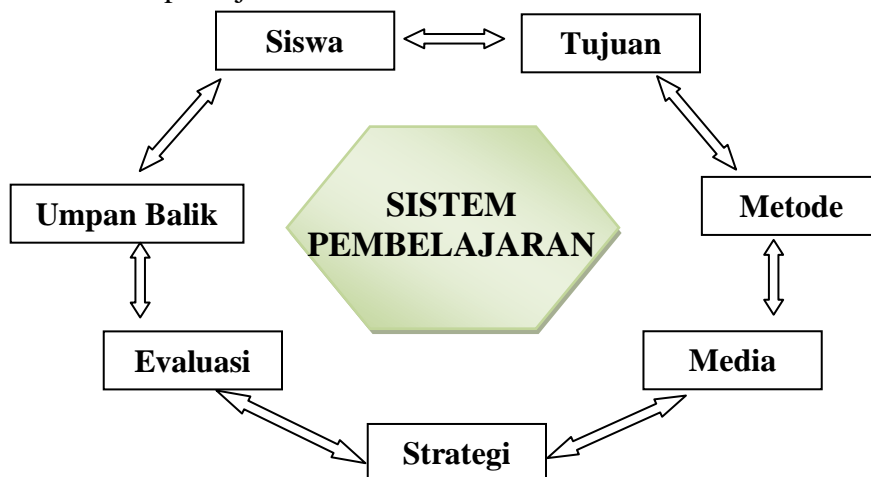 Siswa
Tujuan
Umpan Balik
SISTEM
PEMBELAJARAN
Metode
Evaluasi
Media
Strategi